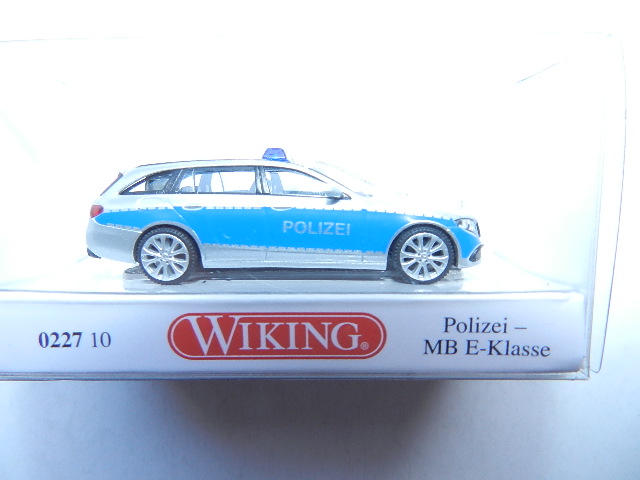 POLIZEI
0227 10
WIKING®
Polizei –
MB E-Klasse